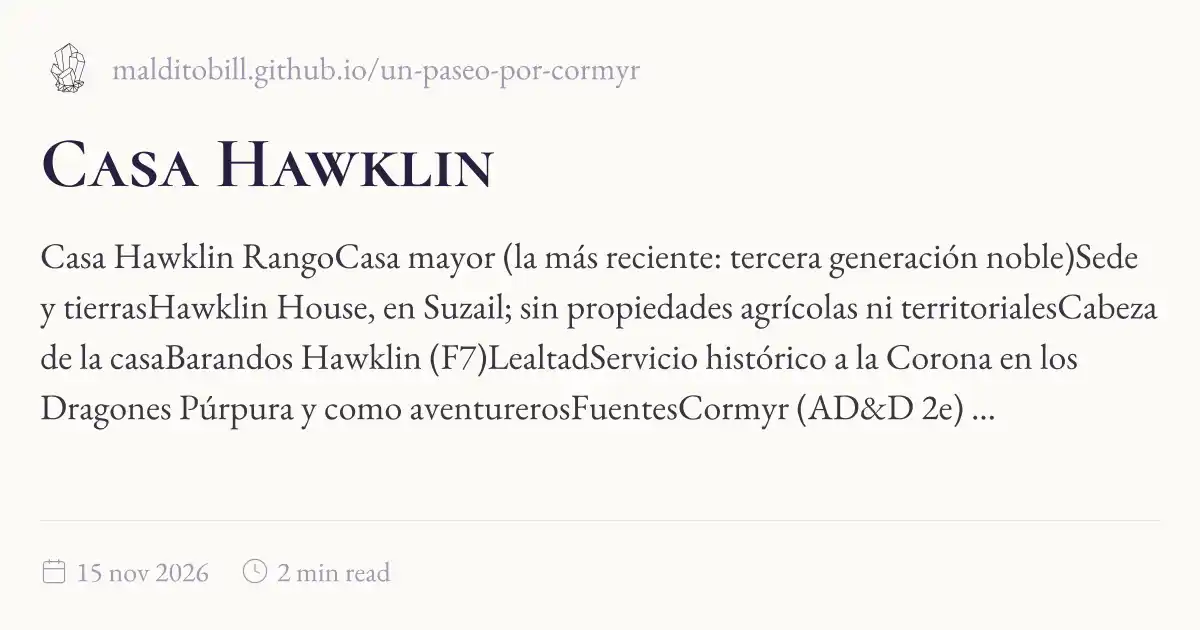 malditobill.github.io/un-paseo-por-cormyr
Casa Hawklin
Casa Hawklin RangoCasa mayor (la más reciente: tercera generación noble)Sede
y tierrasHawklin House, en Suzail; sin propiedades agrícolas ni territorialesCabeza
de la casaBarandos Hawklin (F7)LealtadServicio histórico a la Corona en los
Dragones Púrpura y como aventurerosFuentesCormyr (AD&D 2e) ...
15 nov 2026
2 min read